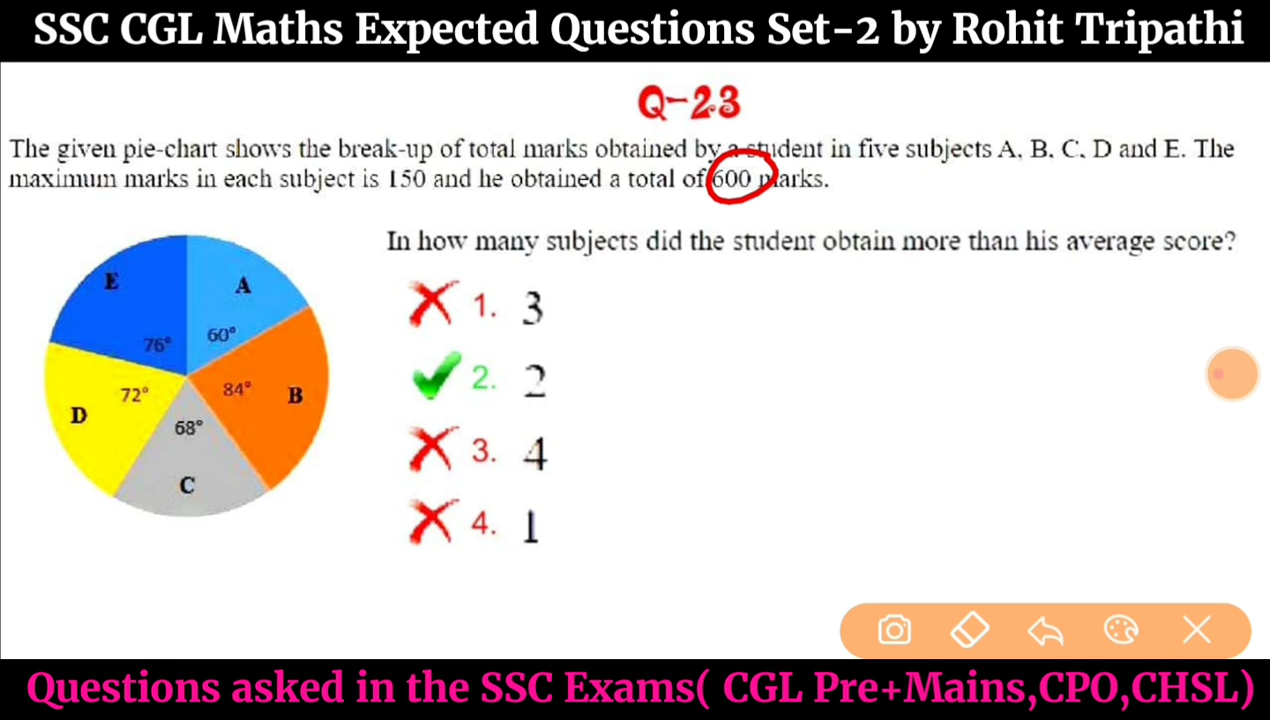 SSC CGL Maths Expected Questions Set-2 by Rohit Tripathi
Q-23
The given pie-chart shows the break-up of total marks obtained by a student in five subjects A, B, C, D and E. The
maximum marks in each subject is 150 and he obtained a total of 600 marks.
In how many subjects did the student obtain more than his average score?
E
A
76°
60°
72°
84°
B
D
68°
C
1. 3
2. 2
3. 4
4. 1
Questions asked in the SSC Exams( CGL Pre+Mains,CPO,CHSL)